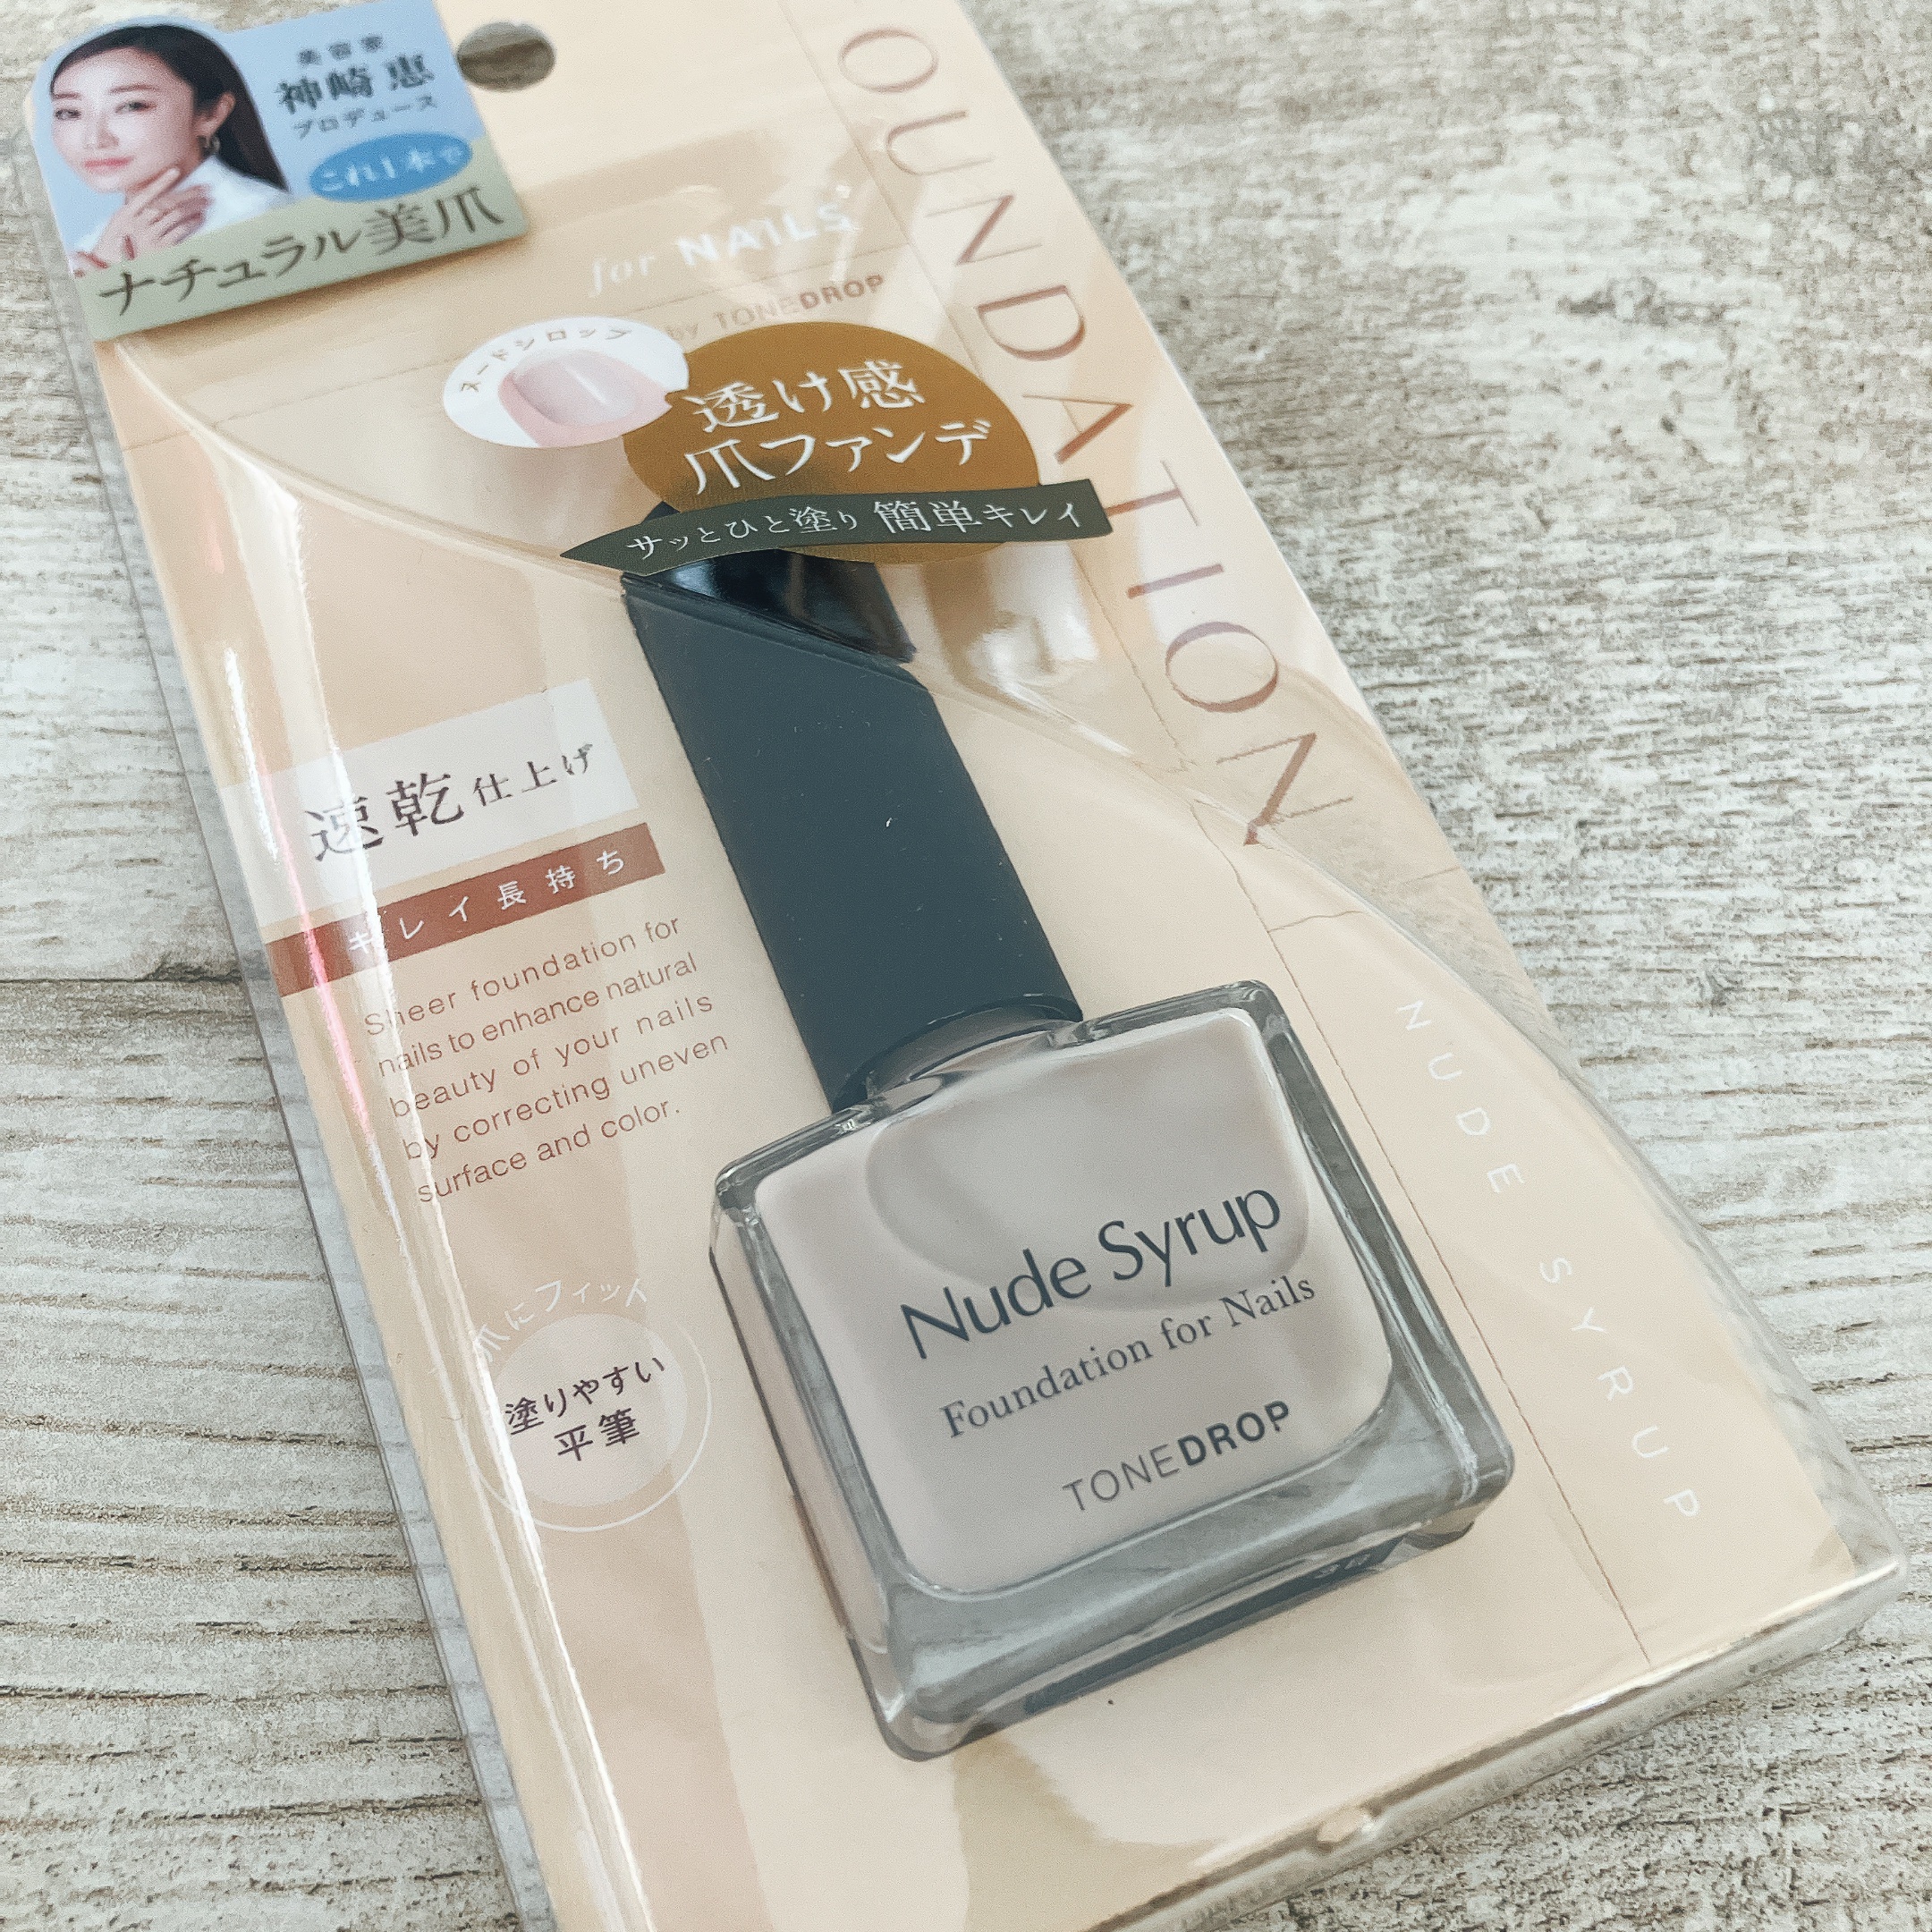 美容家
神崎 恵
プロデュース
これ1本で
ナチュラル美爪
OUNDATION
for NAILS
by TONEDROP
ヌードシロップ
透け感
爪ファンデ
サッとひと塗り 簡単キレイ
速乾仕上げ
キレイ長持ち
Sheer foundation for
nails to enhance natural
beauty of your nails
by correcting uneven
surface and color.
爪にフィット
塗りやすい
平筆
Nude Syrup
Foundation for Nails
TONEDROP
NUDE SYRUP